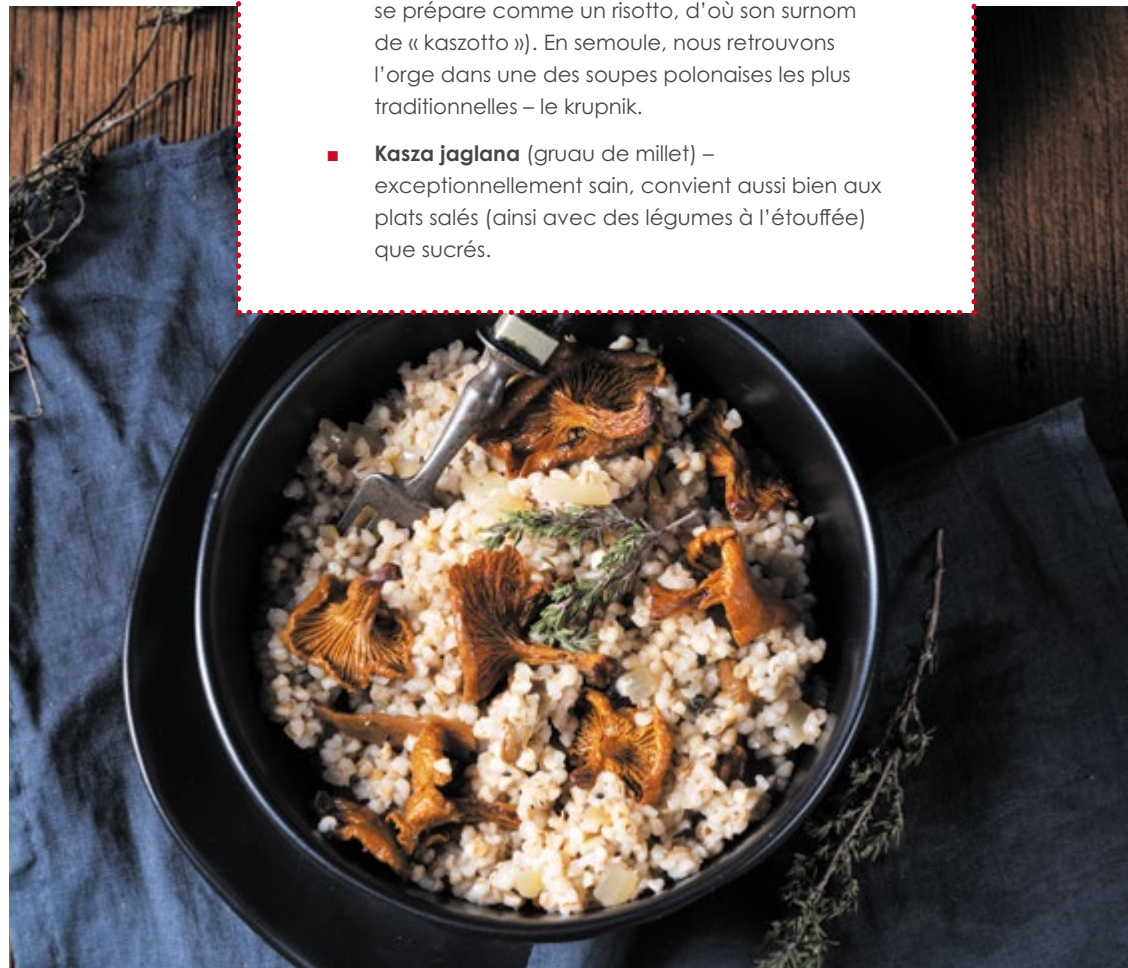 se prépare comme un risotto, d’où son surnom
de « kaszotto »). En semoule, nous retrouvons
l’orge dans une des soupes polonaises les plus
traditionnelles – le krupnik.
■ Kasza jaglana (gruau de millet) –
exceptionnellement sain, convient aussi bien aux
plats salés (ainsi avec des légumes à l’étouffée)
que sucrés.